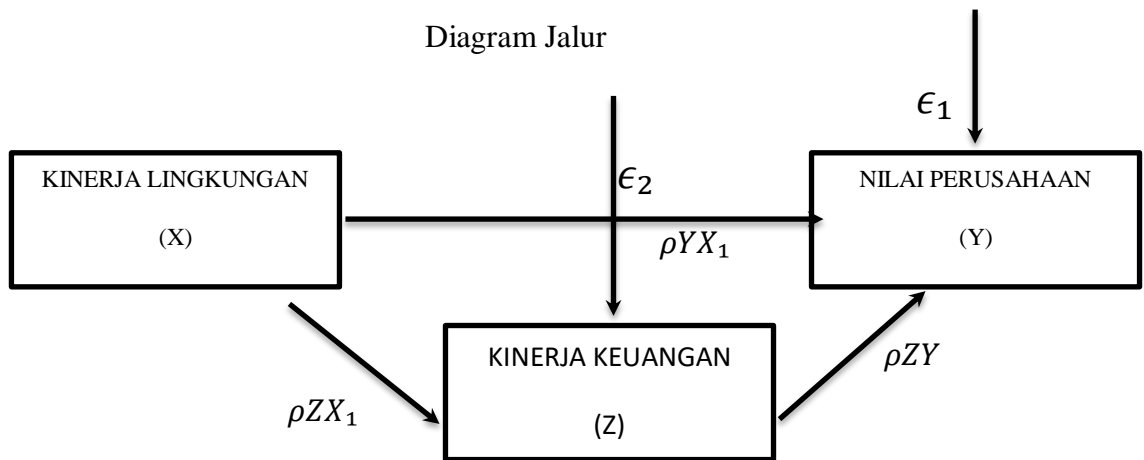 Diagram Jalur
ϵ₁
KINERJA LINGKUNGAN
(X)
ϵ₂
NILAI PERUSAHAAN
(Y)
ρYX₁
KINERJA KEUANGAN
(Z)
ρZX₁
ρZY